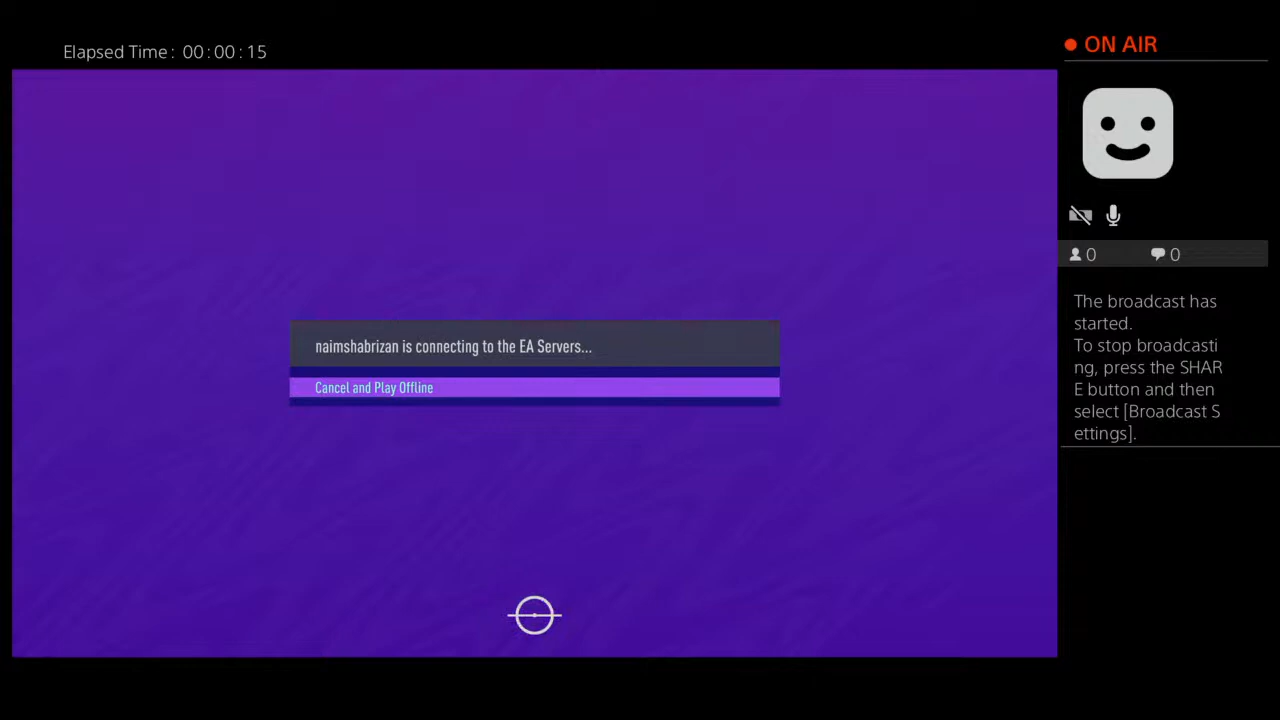 Elapsed Time: 00:00:15
ON AIR
naimshabrizan is connecting to the EA Servers...
Cancel and Play Offline
0 0
The broadcast has
started.
To stop broadcasti
ng, press the SHAR
E button and then
select [Broadcast S
ettings].